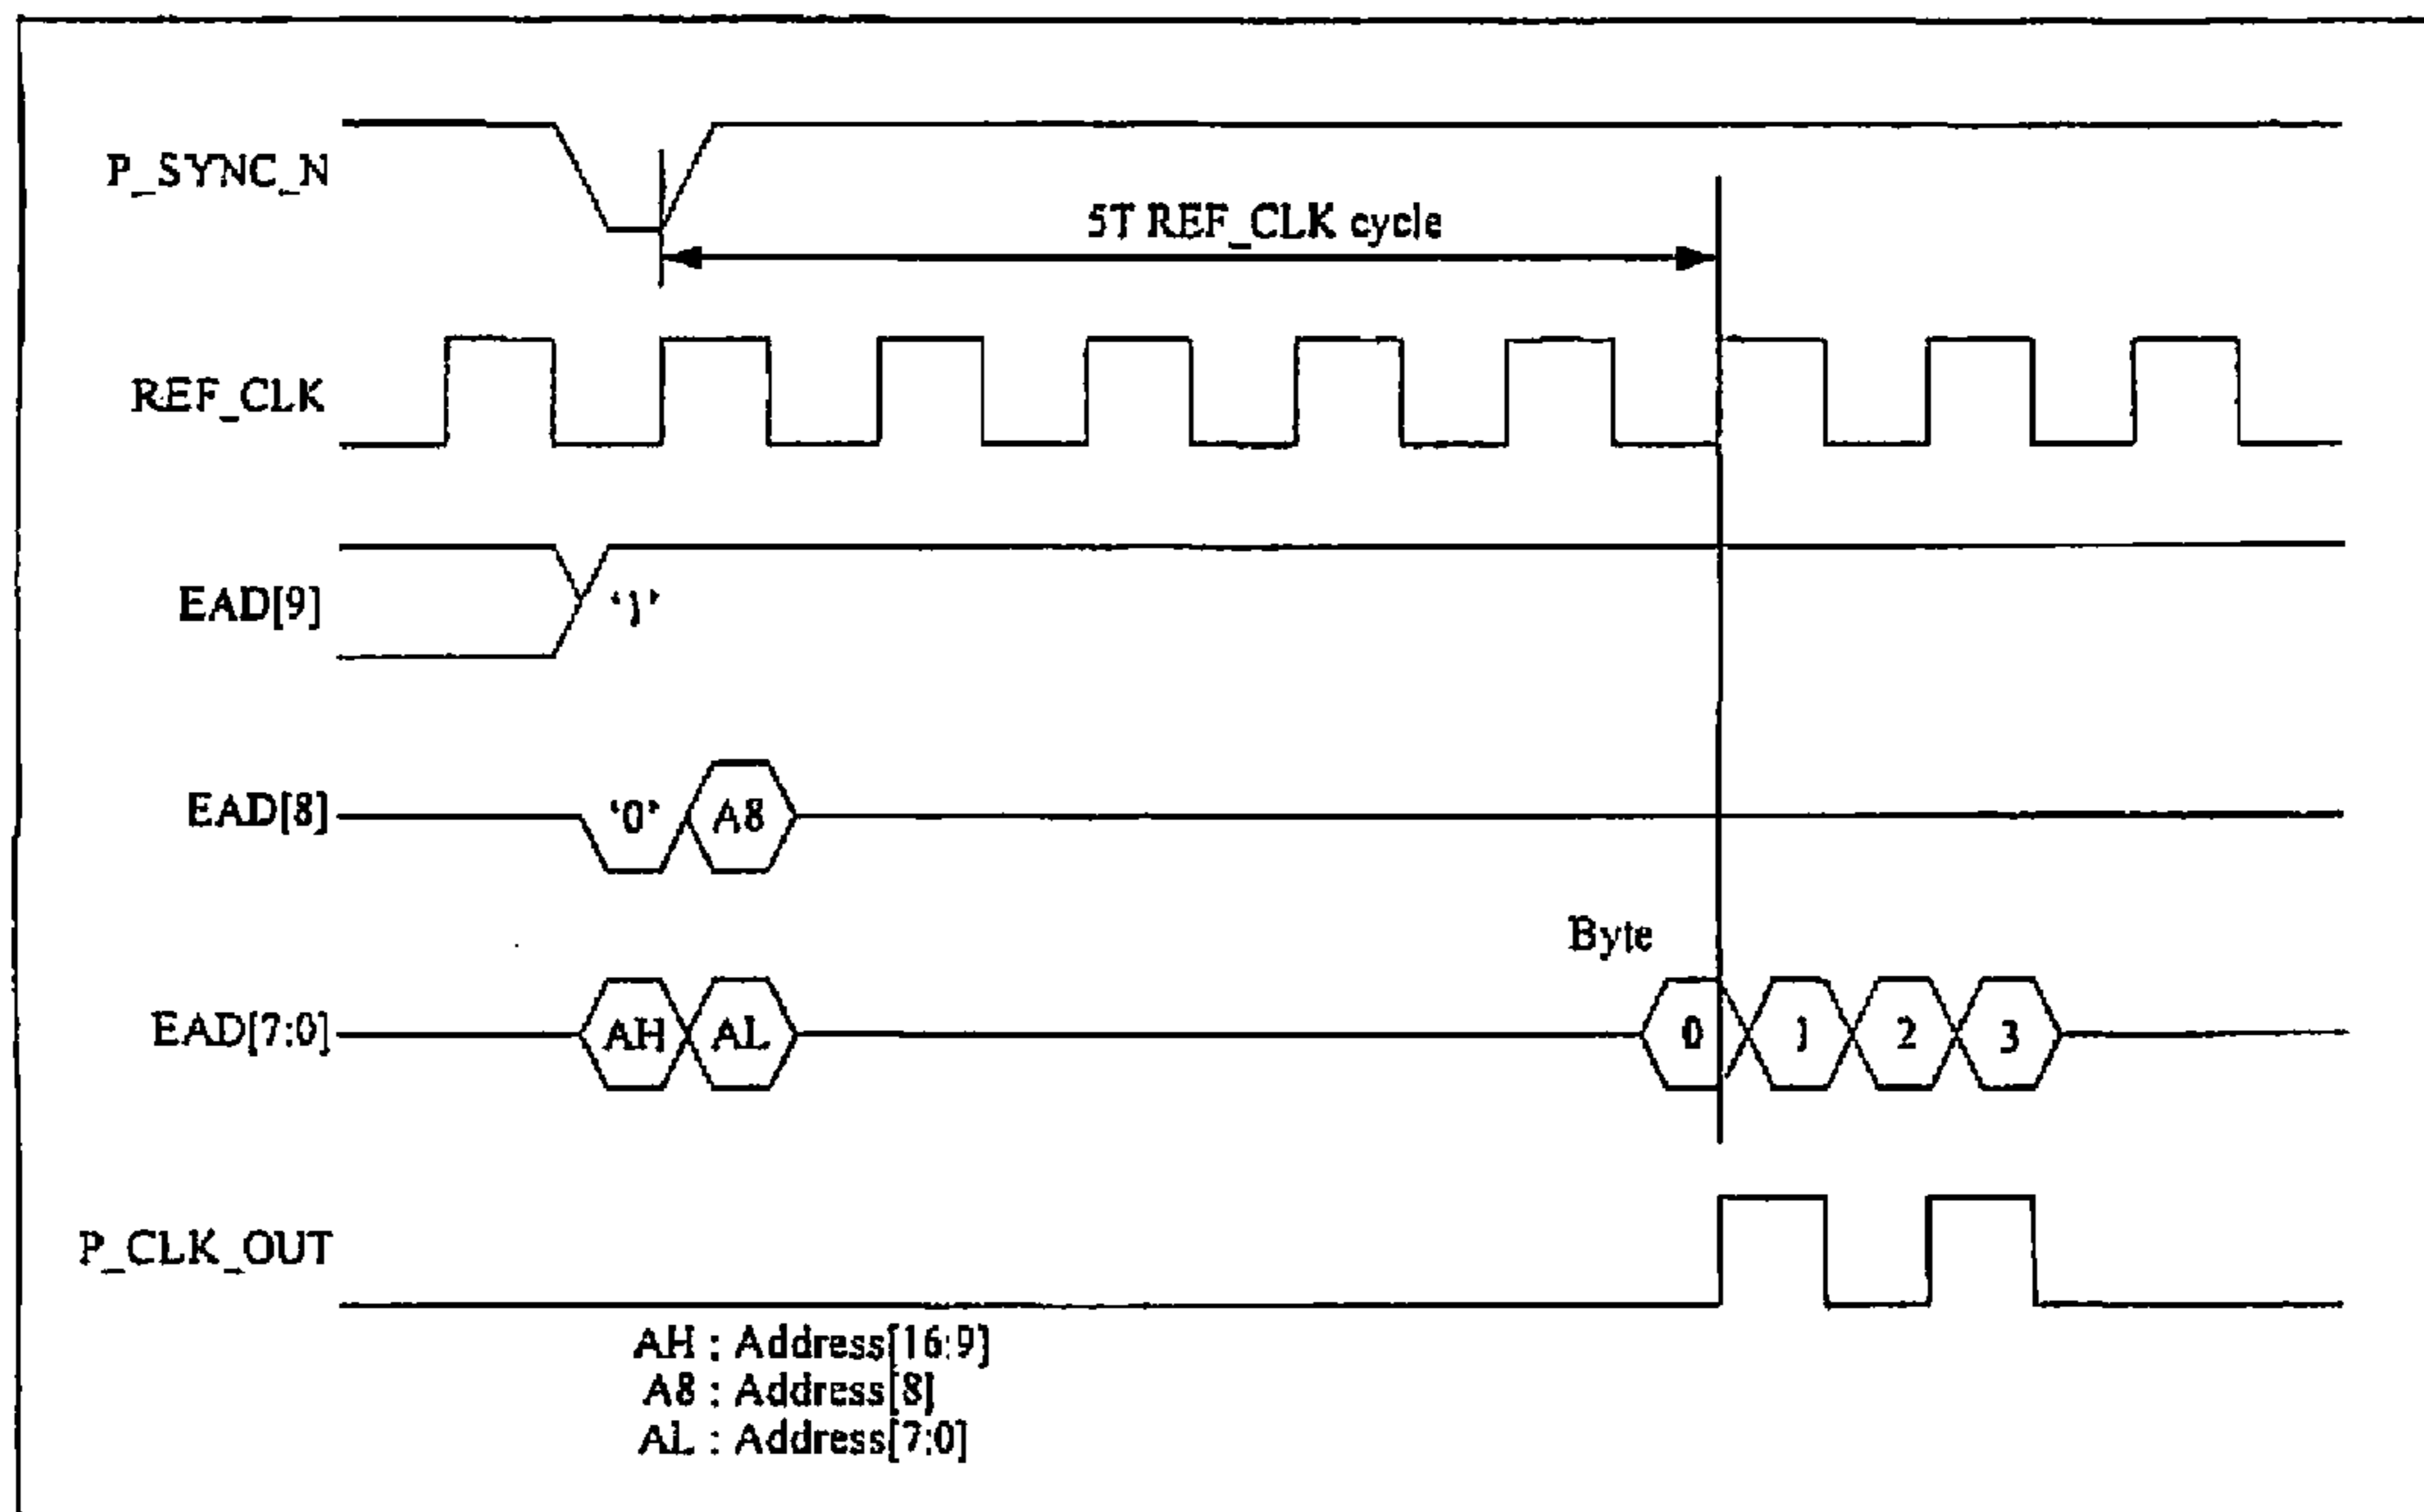 P_SYNC_N
5T REF_CLK cycle
REF_CLK
EAD[9]
'1'
EAD[8]
'0'
A8
Byte
EAD[7:0]
AH
AL
0
1
2
3
P_CLK_OUT
AH : Address[16:9]
A8 : Address[8]
AL : Address[7:0]